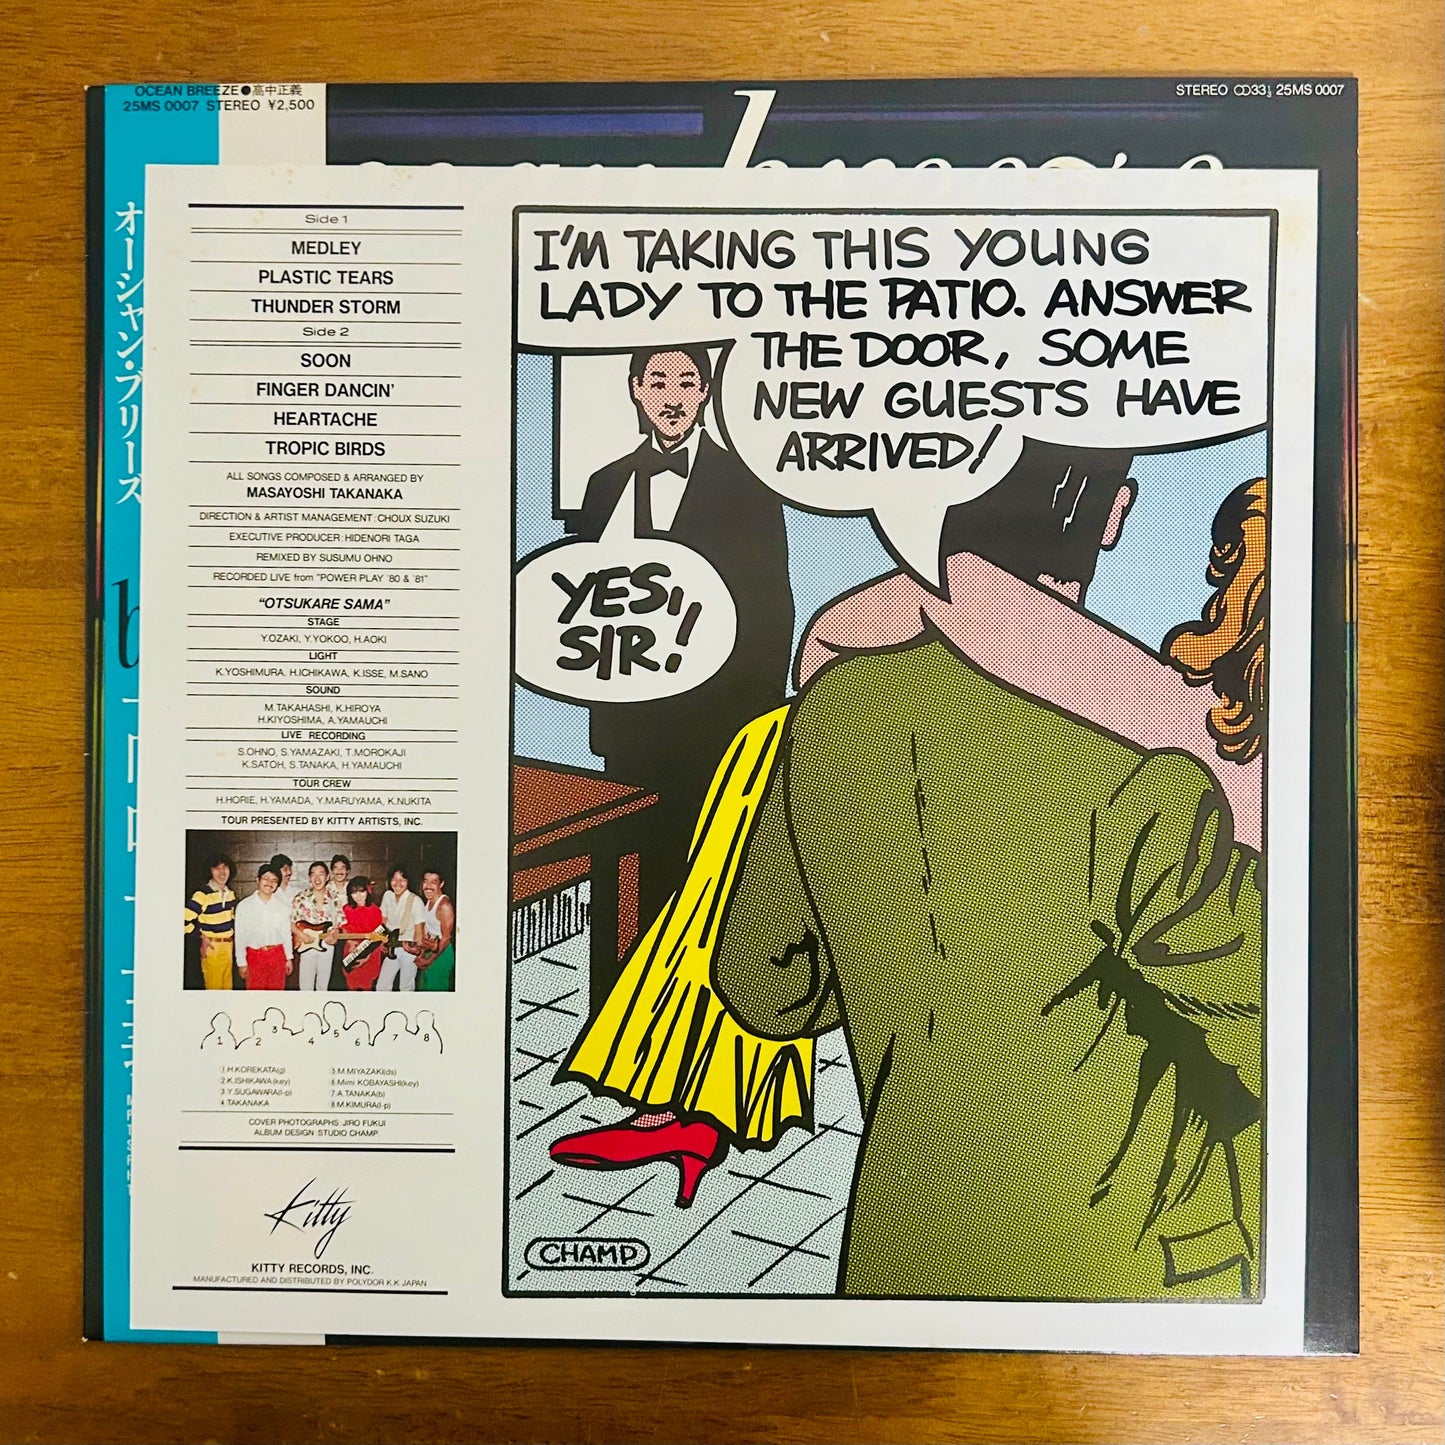 OCEAN BREEZE●高中正義
25MS 0007 STEREO ¥2,500
STEREO 33⅓ 25MS 0007
オーシャン・ブリーズ
Side 1
MEDLEY
PLASTIC TEARS
THUNDER STORM
Side 2
SOON
FINGER DANCIN'
HEARTACHE
TROPIC BIRDS
ALL SONGS COMPOSED & ARRANGED BY
MASAYOSHI TAKANAKA
DIRECTION & ARTIST MANAGEMENT: CHOUX SUZUKI
EXECUTIVE PRODUCER: HIDENORI TAGA
REMIXED BY SUSUMU OHNO
RECORDED LIVE from "POWER PLAY '80 & '81"
"OTSUKARE SAMA"
STAGE
Y.OZAKI, Y.YOKOO, H.AOKI
LIGHT
K.YOSHIMURA. H.ICHIKAWA, K.ISSE, M.SANO
SOUND
M.TAKAHASHI, K.HIROYA
H.KIYOSHIMA, A.YAMAUCHI
LIVE RECORDING
S.OHNO, S.YAMAZAKI, T.MOROKAJI
K.SATOH, S.TANAKA, H.YAMAUCHI
TOUR CREW
H.HORIE, H.YAMADA, Y.MARUYAMA, K.NUKITA
TOUR PRESENTED BY KITTY ARTISTS, INC.
1 2 3 4 5 6 7 8
1 H.KOREKATA(g)
2 K.ISHIKAWA(key)
3 Y.SUGAWARA(l-p)
4 TAKANAKA
5 M.MIYAZAKI(ds)
6 Mimi KOBAYASHI(key)
7 A.TANAKA(b)
8 M.KIMURA(l-p)
COVER PHOTOGRAPHS: JIRO FUKUI
ALBUM DESIGN: STUDIO CHAMP
Kitty
KITTY RECORDS, INC.
MANUFACTURED AND DISTRIBUTED BY POLYDOR K.K JAPAN
I'M TAKING THIS YOUNG
LADY TO THE PATIO. ANSWER
THE DOOR, SOME
NEW GUESTS HAVE
ARRIVED!
YES,
SIR!
CHAMP